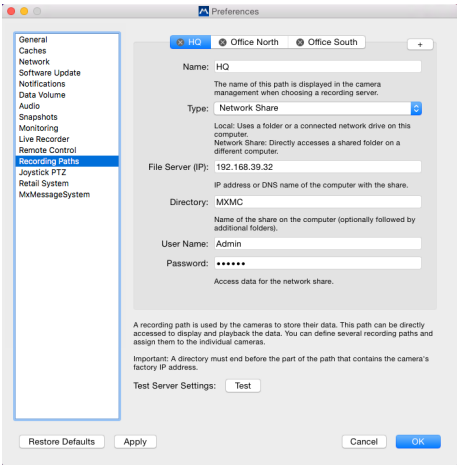 Preferences
General
Caches
Network
Software Update
Notifications
Data Volume
Audio
Snapshots
Monitoring
Live Recorder
Remote Control
Recording Paths
Joystick PTZ
Retail System
MxMessageSystem
HQ
Office North
Office South
+
Name: HQ
The name of this path is displayed in the camera
management when choosing a recording server.
Type: Network Share
Local: Uses a folder or a connected network drive on this
computer.
Network Share: Directly accesses a shared folder on a
different computer.
File Server (IP): 192.168.39.32
IP address or DNS name of the computer with the share.
Directory: MXMC
Name of the share on the computer (optionally followed by
additional folders).
User Name: Admin
Password: ••••••
Access data for the network share.
A recording path is used by the cameras to store their data. This path can be directly
accessed to display and playback the data. You can define several recording paths and
assign them to the individual cameras.
Important: A directory must end before the part of the path that contains the camera's
factory IP address.
Test Server Settings: Test
Restore Defaults
Apply
Cancel
OK